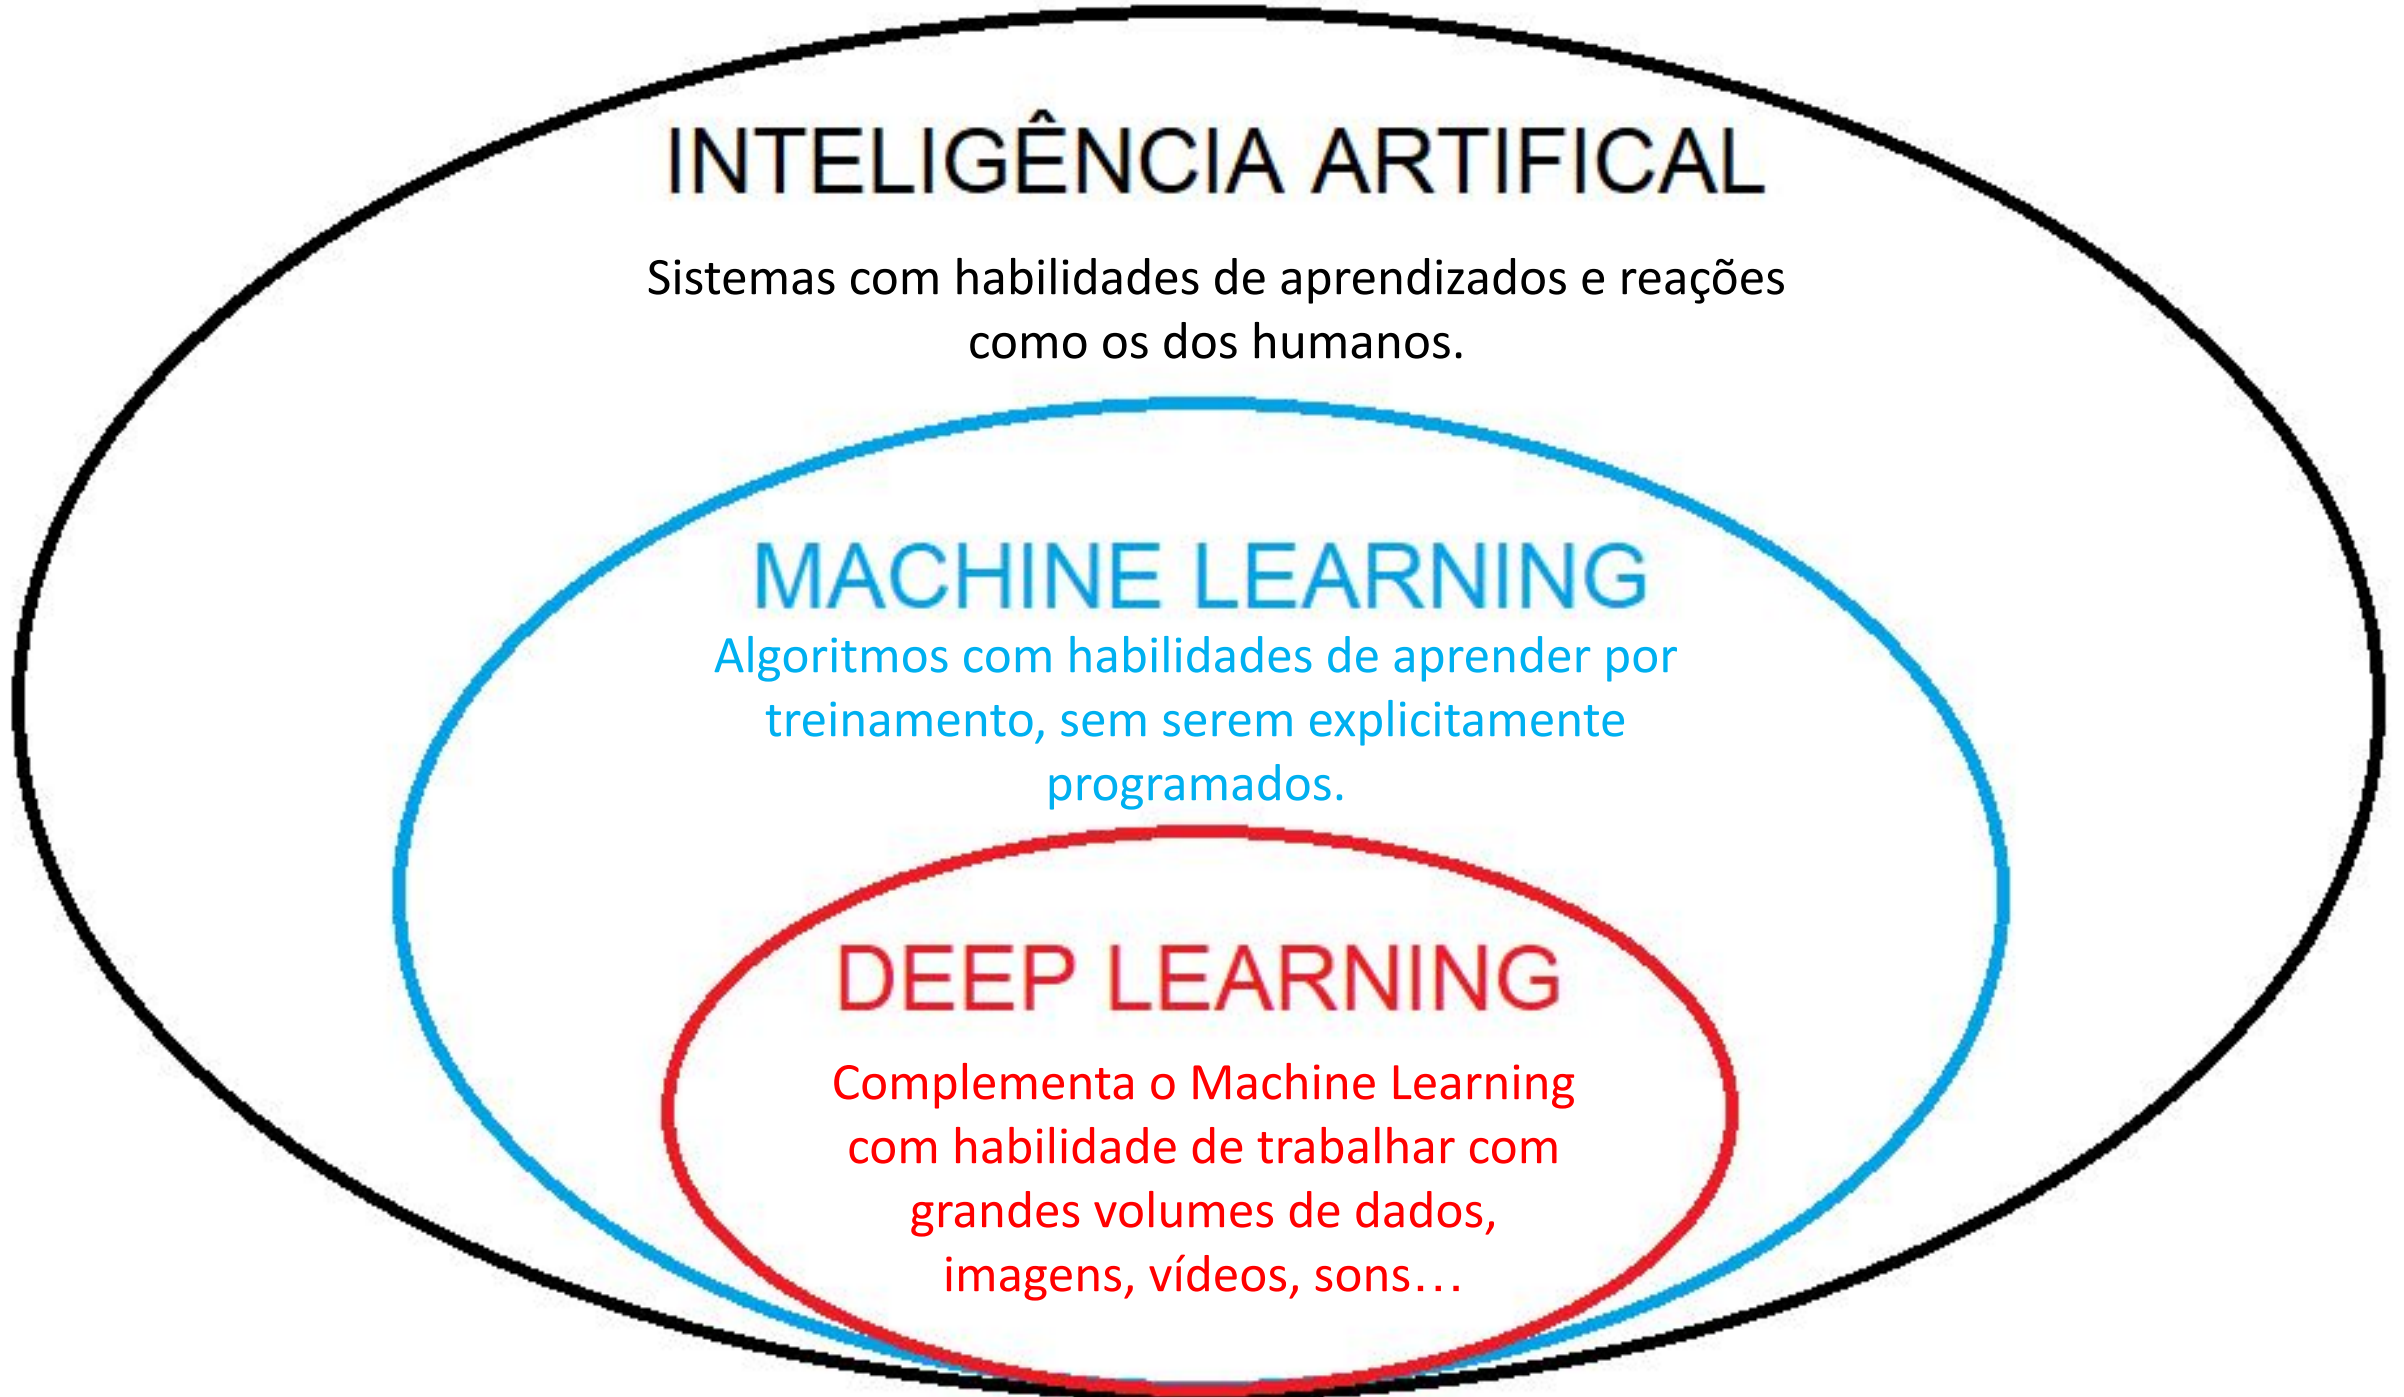 INTELIGÊNCIA ARTIFICAL
Sistemas com habilidades de aprendizados e reações
como os dos humanos.
MACHINE LEARNING
Algoritmos com habilidades de aprender por
treinamento, sem serem explicitamente
programados.
DEEP LEARNING
Complementa o Machine Learning
com habilidade de trabalhar com
grandes volumes de dados,
imagens, vídeos, sons…